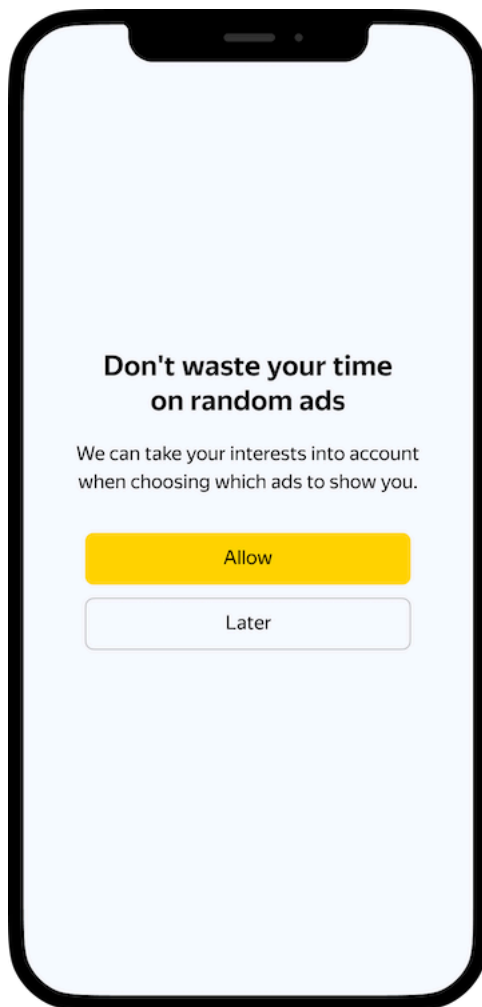 Don't waste your time
on random ads
We can take your interests into account
when choosing which ads to show you.
Allow
Later